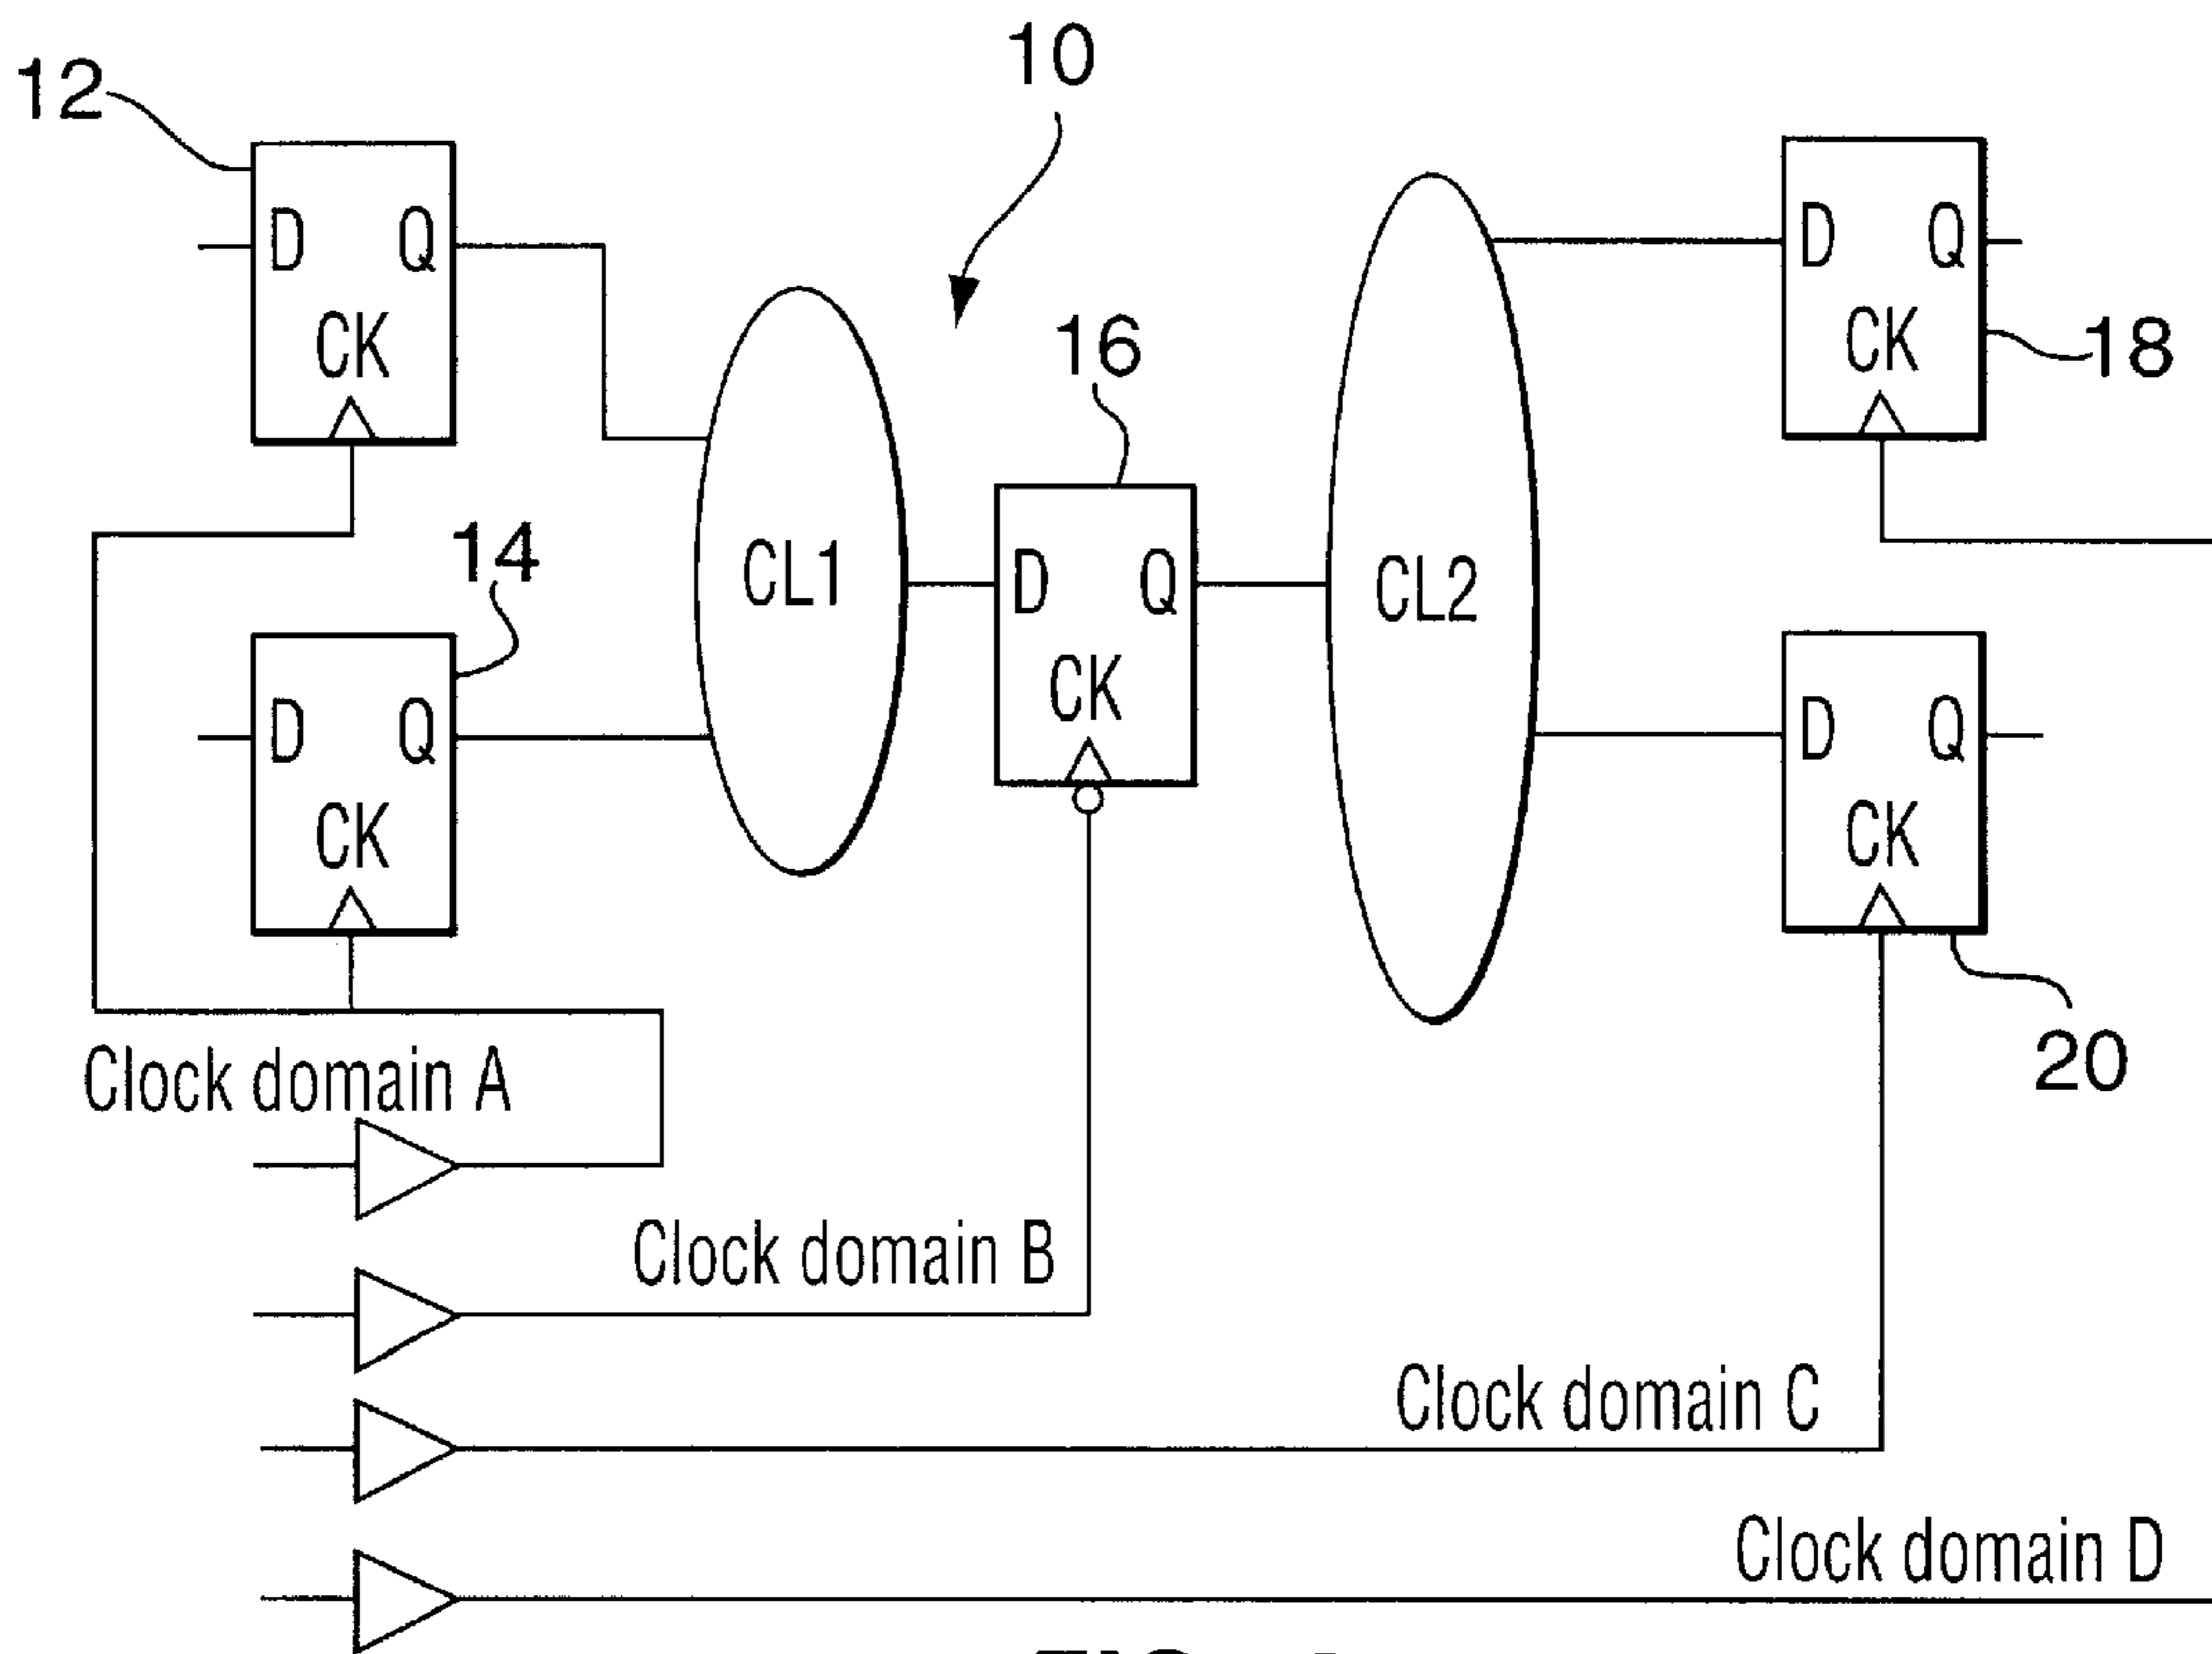 10
12
D Q
CK
14
D Q
CK
CL1
16
D Q
CK
CL2
D Q
CK
18
D Q
CK
20
Clock domain A
Clock domain B
Clock domain C
Clock domain D